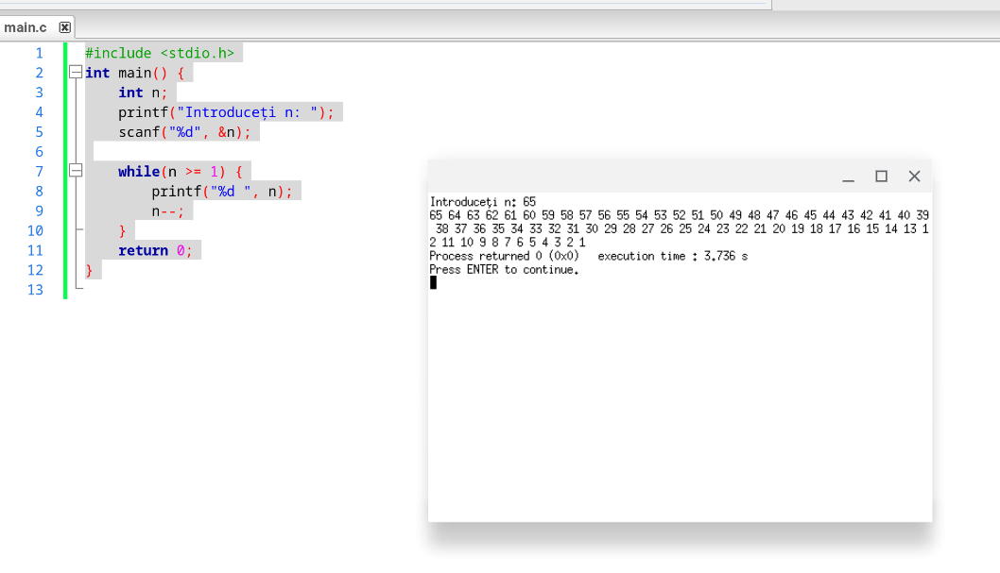 main.c
1 #include <stdio.h>
2 int main() {
3 int n;
4 printf("Introduceți n: ");
5 scanf("%d", &n);
6
7 while(n >= 1) {
8 printf("%d ", n);
9 n--;
10 }
11 return 0;
12 }
13
Introduceți n: 65
65 64 63 62 61 60 59 58 57 56 55 54 53 52 51 50 49 48 47 46 45 44 43 42 41 40 39
38 37 36 35 34 33 32 31 30 29 28 27 26 25 24 23 22 21 20 19 18 17 16 15 14 13 1
2 11 10 9 8 7 6 5 4 3 2 1
Process returned 0 (0x0) execution time : 3.736 s
Press ENTER to continue.